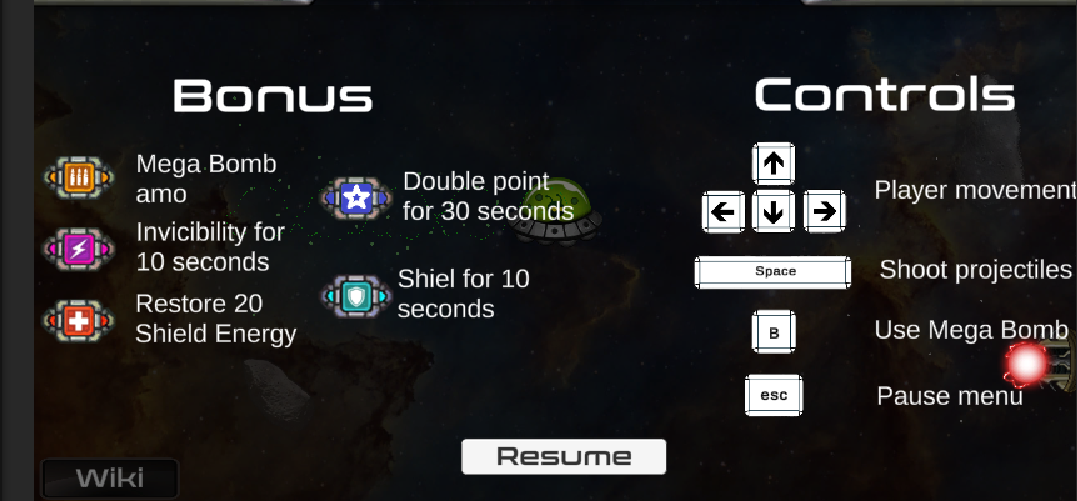 Bonus
Mega Bomb
amo
Invicibility for
10 seconds
Restore 20
Shield Energy
Double point
for 30 seconds
Shiel for 10
seconds
Controls
Player movement
Space
Shoot projectiles
B
Use Mega Bomb
esc
Pause menu
Resume
Wiki